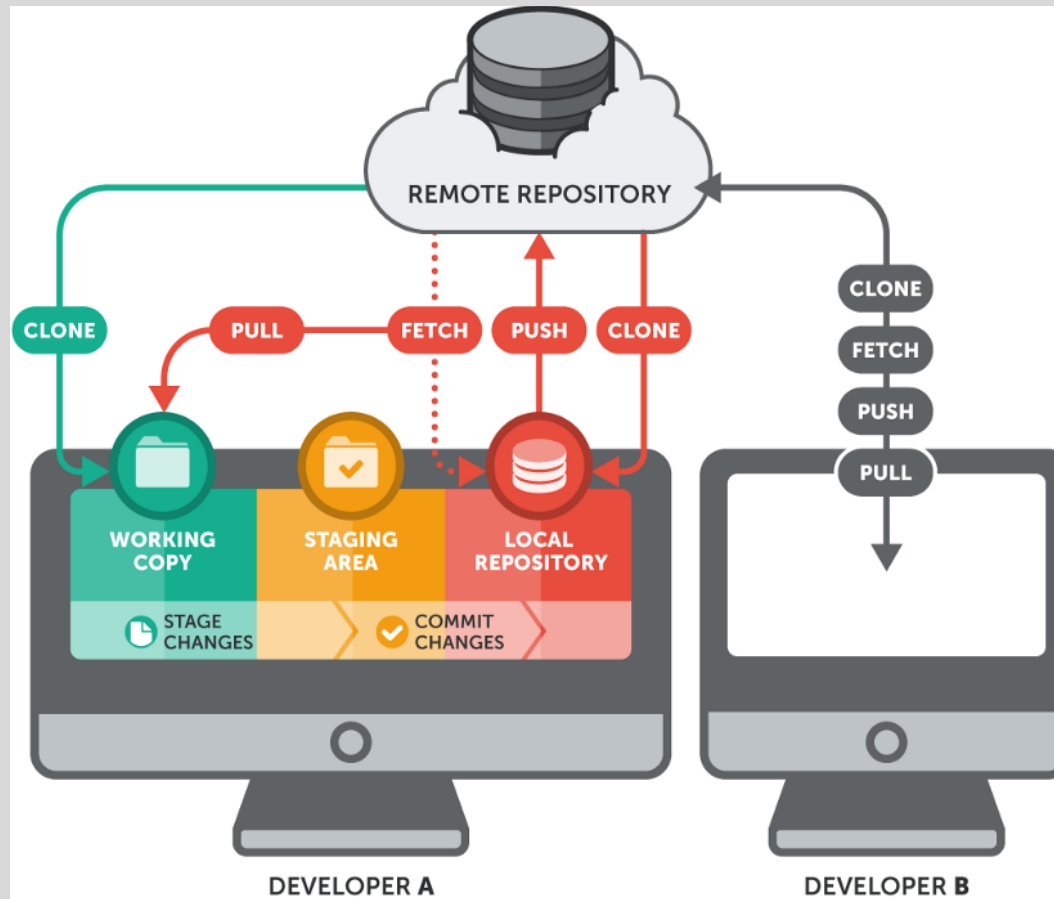 REMOTE REPOSITORY
CLONE
PULL
FETCH
PUSH
CLONE
CLONE
FETCH
PUSH
PULL
WORKING
COPY
STAGING
AREA
LOCAL
REPOSITORY
STAGE
CHANGES
COMMIT
CHANGES
DEVELOPER A
DEVELOPER B